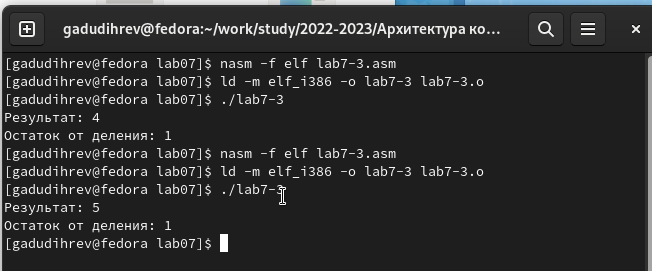 gadudihrev@fedora:~/work/study/2022-2023/Архитектура ко...
[gadudihrev@fedora lab07]$ nasm -f elf lab7-3.asm
[gadudihrev@fedora lab07]$ ld -m elf_i386 -o lab7-3 lab7-3.o
[gadudihrev@fedora lab07]$ ./lab7-3
Результат: 4
Остаток от деления: 1
[gadudihrev@fedora lab07]$ nasm -f elf lab7-3.asm
[gadudihrev@fedora lab07]$ ld -m elf_i386 -o lab7-3 lab7-3.o
[gadudihrev@fedora lab07]$ ./lab7-3
Результат: 5
Остаток от деления: 1
[gadudihrev@fedora lab07]$